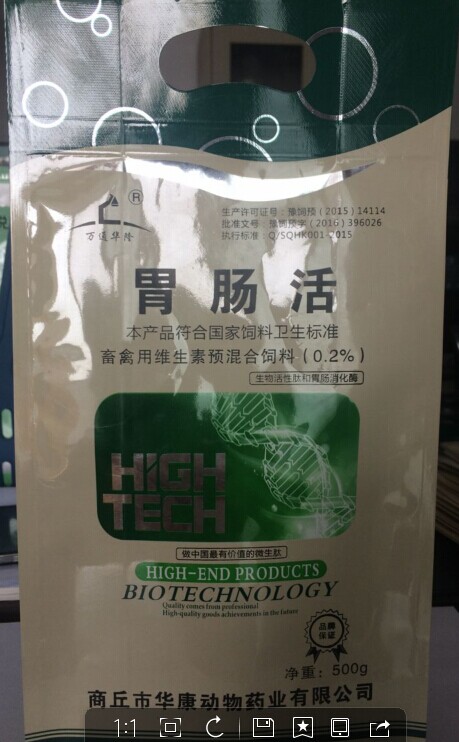 ®
万通华隆
生产许可证号：豫饲预（2015）14114
批准文号：豫饲预字（2016）396026
执行标准：Q/SQHK001-2015
胃肠活
本产品符合国家饲料卫生标准
畜禽用维生素预混合饲料（0.2%）
生物活性肽和胃肠消化酶
HiGH
TECH
做中国最有价值的微生肽
HIGH-END PRODUCTS
BIOTECHNOLOGY
Quality comes from professional
High-quality goods achievements in the future
品牌
保证
净重：500g
商丘市华康动物药业有限公司
1:1